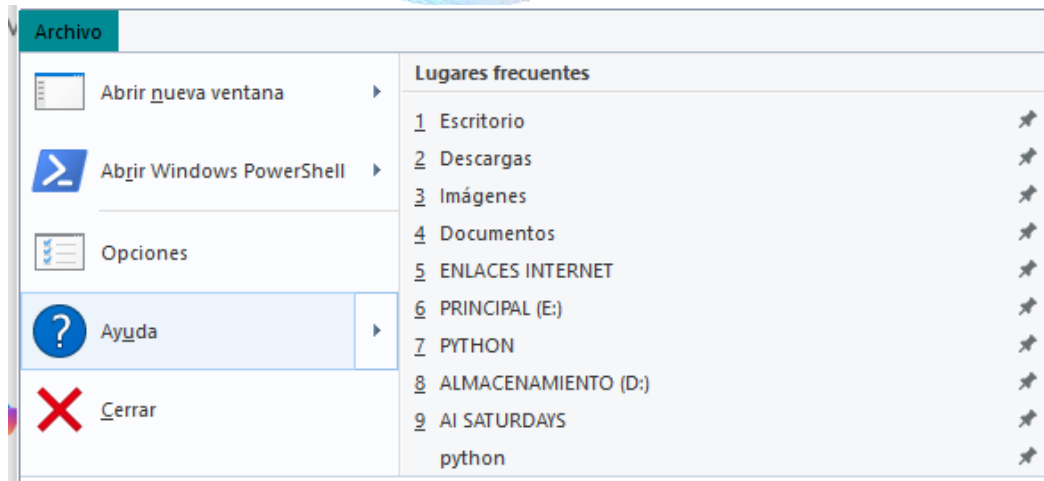 Archivo
Abrir nueva ventana
Abrir Windows PowerShell
Opciones
Ayuda
Cerrar
Lugares frecuentes
1 Escritorio
2 Descargas
3 Imágenes
4 Documentos
5 ENLACES INTERNET
6 PRINCIPAL (E:)
7 PYTHON
8 ALMACENAMIENTO (D:)
9 AI SATURDAYS
python